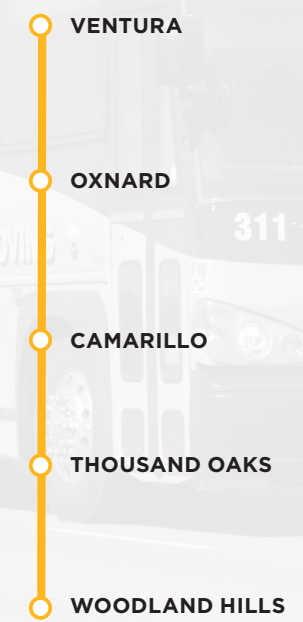 VENTURA
OXNARD
311
CAMARILLO
THOUSAND OAKS
WOODLAND HILLS